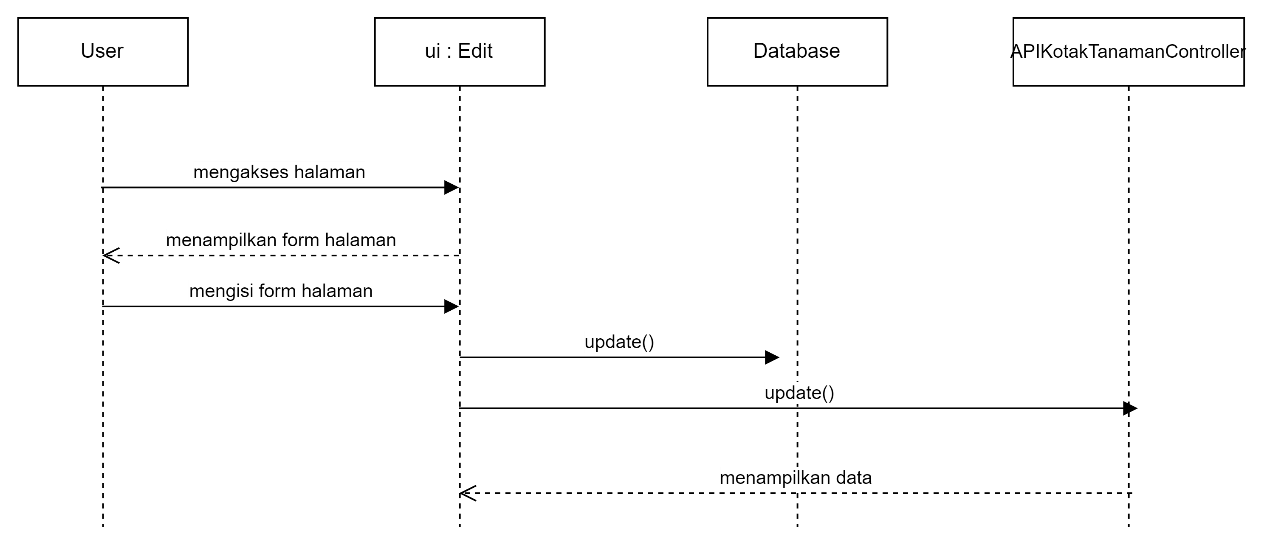 User
ui : Edit
Database
APIKotakTanamanController
mengakses halaman
menampilkan form halaman
mengisi form halaman
update()
update()
menampilkan data